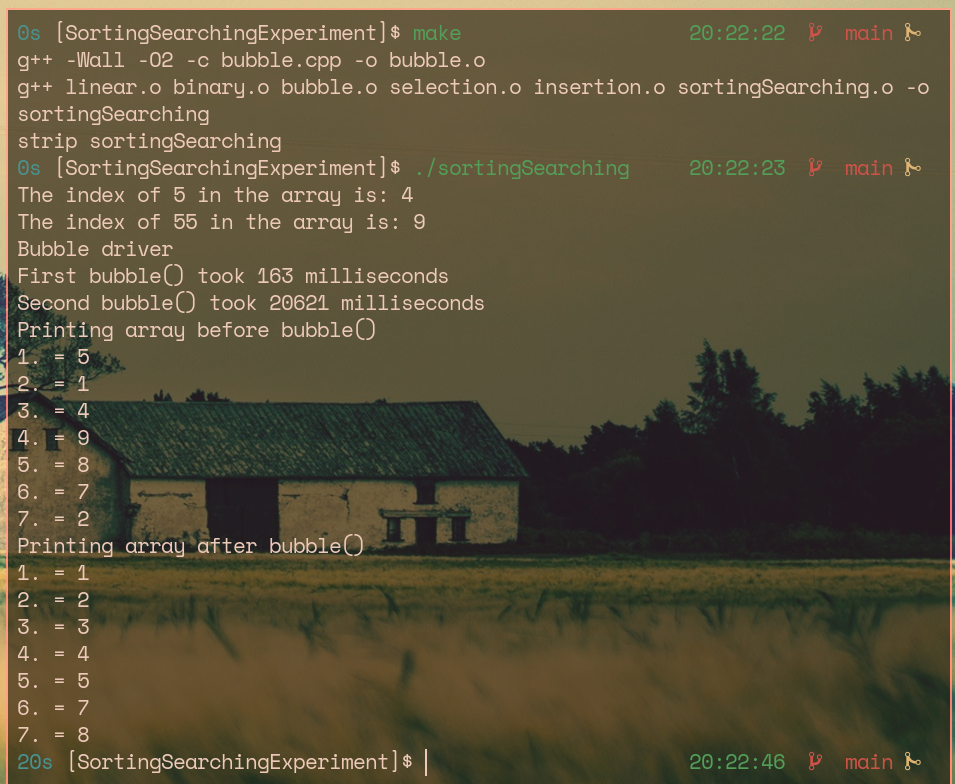 0s [SortingSearchingExperiment]$ make 20:22:22 main
g++ -Wall -O2 -c bubble.cpp -o bubble.o
g++ linear.o binary.o bubble.o selection.o insertion.o sortingSearching.o -o
sortingSearching
strip sortingSearching
0s [SortingSearchingExperiment]$ ./sortingSearching 20:22:23 main
The index of 5 in the array is: 4
The index of 55 in the array is: 9
Bubble driver
First bubble() took 163 milliseconds
Second bubble() took 20621 milliseconds
Printing array before bubble()
1. = 5
2. = 1
3. = 4
4. = 9
5. = 8
6. = 7
7. = 2
Printing array after bubble()
1. = 1
2. = 2
3. = 3
4. = 4
5. = 5
6. = 7
7. = 8
20s [SortingSearchingExperiment]$ 20:22:46 main